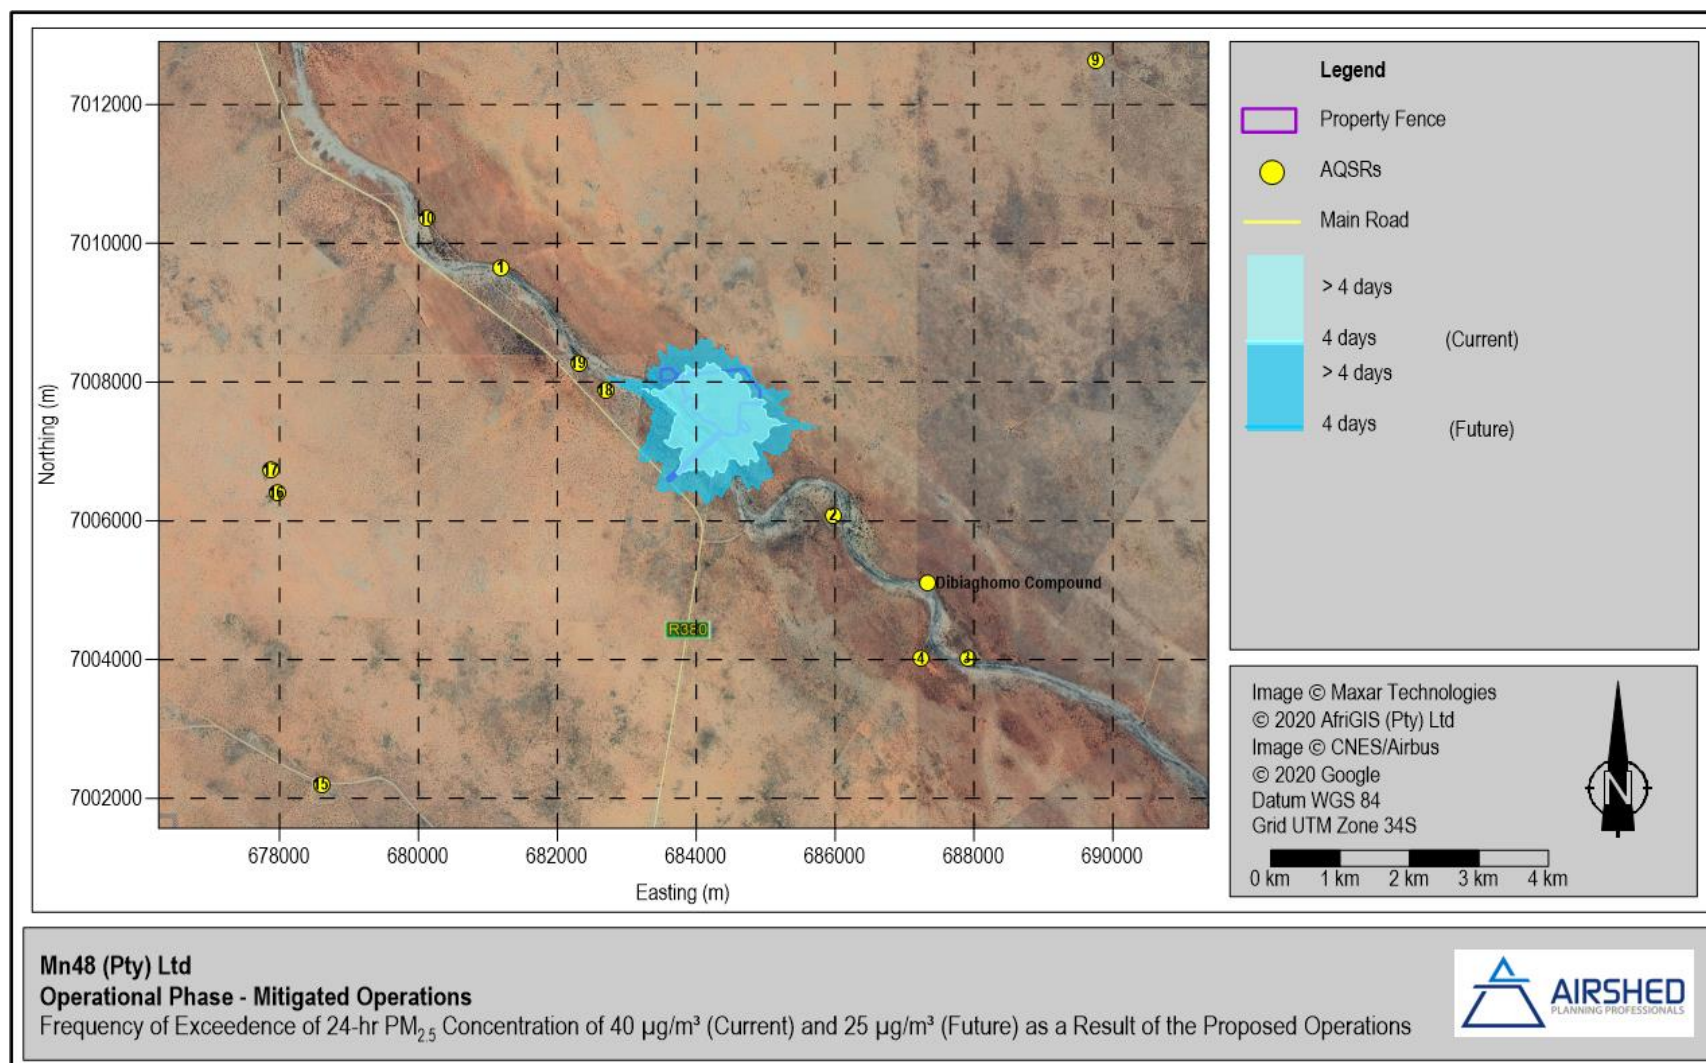 Northing (m)
7012000
7010000
7008000
7006000
7004000
7002000
678000
680000
682000
684000
686000
688000
690000
Easting (m)
9
10
1
19
18
17
16
2
Dibiaghomo Compound
R380
4
3
15
Legend
Property Fence
AQSRs
Main Road
> 4 days
4 days (Current)
> 4 days
4 days (Future)
Image © Maxar Technologies
© 2020 AfriGIS (Pty) Ltd
Image © CNES/Airbus
© 2020 Google
Datum WGS 84
Grid UTM Zone 34S
N
0 km 1 km 2 km 3 km 4 km
Mn48 (Pty) Ltd
Operational Phase - Mitigated Operations
Frequency of Exceedence of 24-hr PM2.5 Concentration of 40 µg/m³ (Current) and 25 µg/m³ (Future) as a Result of the Proposed Operations
AIRSHED
PLANNING PROFESSIONALS